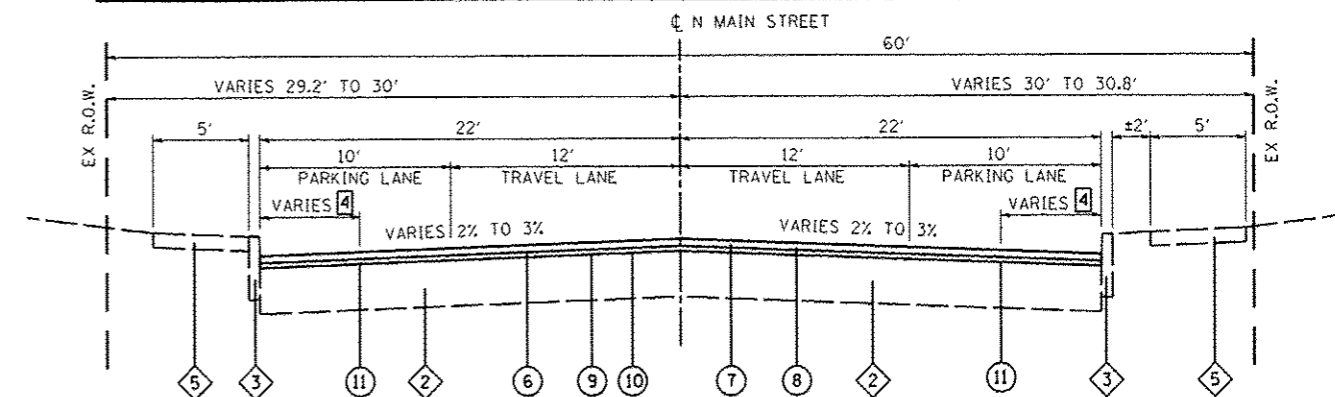 ℄ N MAIN STREET
60'
VARIES 29.2' TO 30'
VARIES 30' TO 30.8'
EX R.O.W.
EX R.O.W.
5'
22'
22'
±2'
5'
10'
12'
12'
10'
PARKING LANE
TRAVEL LANE
TRAVEL LANE
PARKING LANE
VARIES 4
VARIES 4
VARIES 2% TO 3%
VARIES 2% TO 3%
5 3 11 2 6 9 10 7 8 2 11 3 5